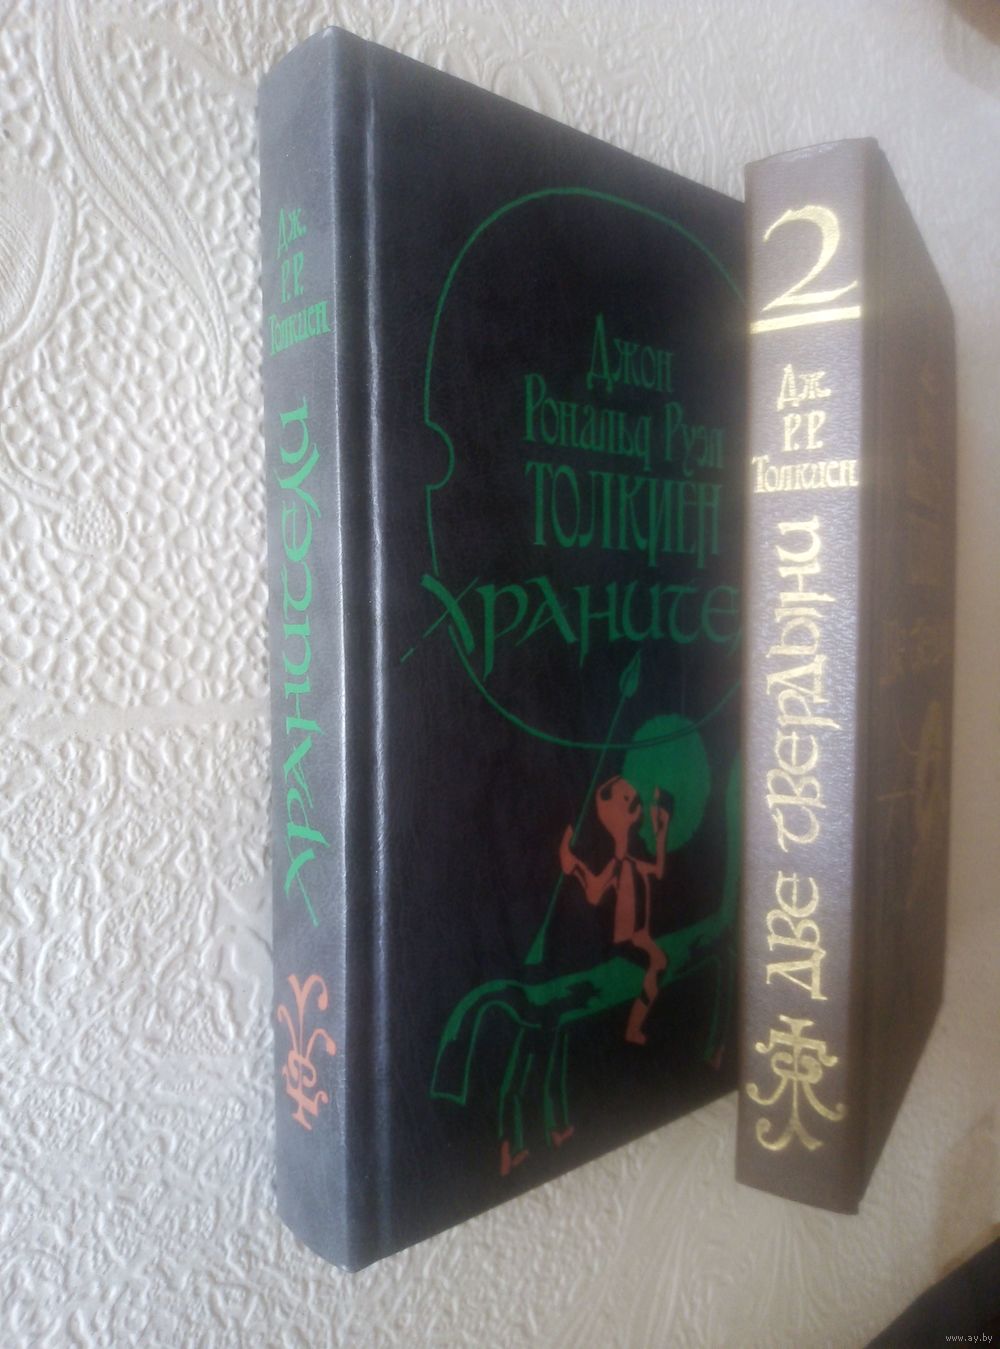 Дж.
Р. Р.
Толкиен
Хранители
Джон
Рональд Руэл
ТОЛКИЕН
Хранител
2
Дж.
Р. Р.
Толкиен
Две твердыни
www.ay.by